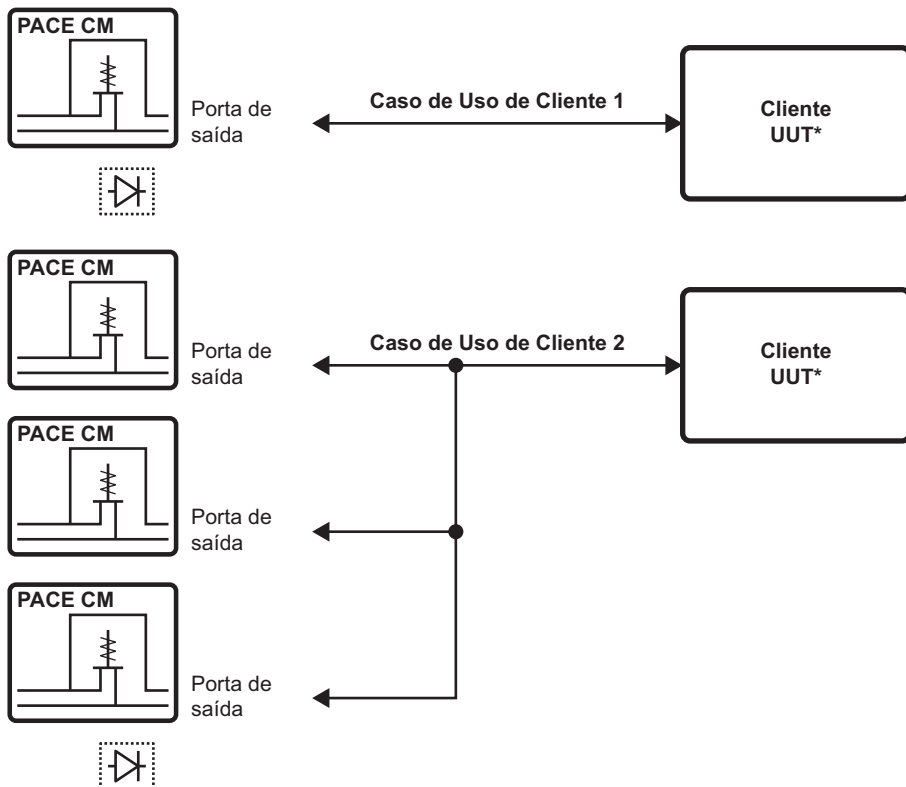 PACE CM
Porta de
saída
Caso de Uso de Cliente 1
Cliente
UUT*
PACE CM
Porta de
saída
Caso de Uso de Cliente 2
Cliente
UUT*
PACE CM
Porta de
saída
PACE CM
Porta de
saída